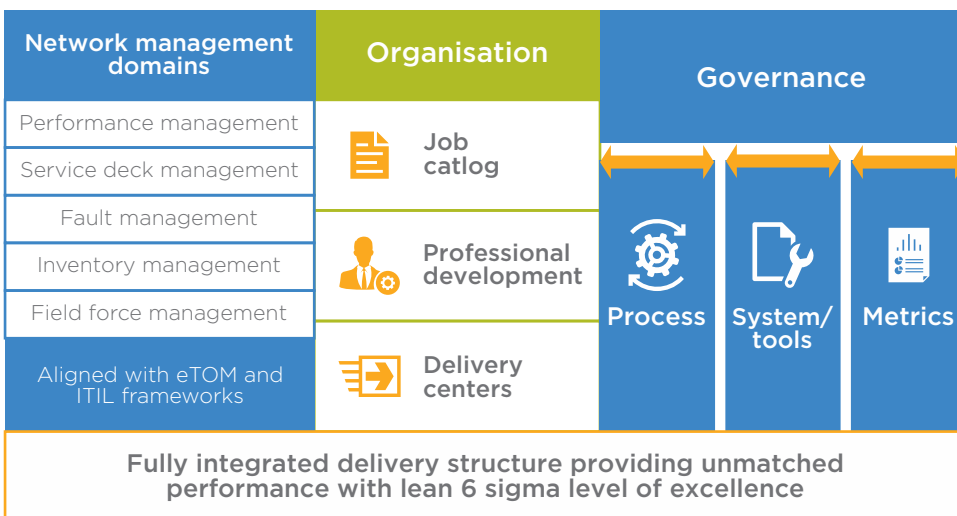 Network management
domains
Performance management
Service deck management
Fault management
Inventory management
Field force management
Aligned with eTOM and
ITIL frameworks
Organisation
Job
catlog
Professional
development
Delivery
centers
Governance
Process
System/
tools
Metrics
Fully integrated delivery structure providing unmatched
performance with lean 6 sigma level of excellence